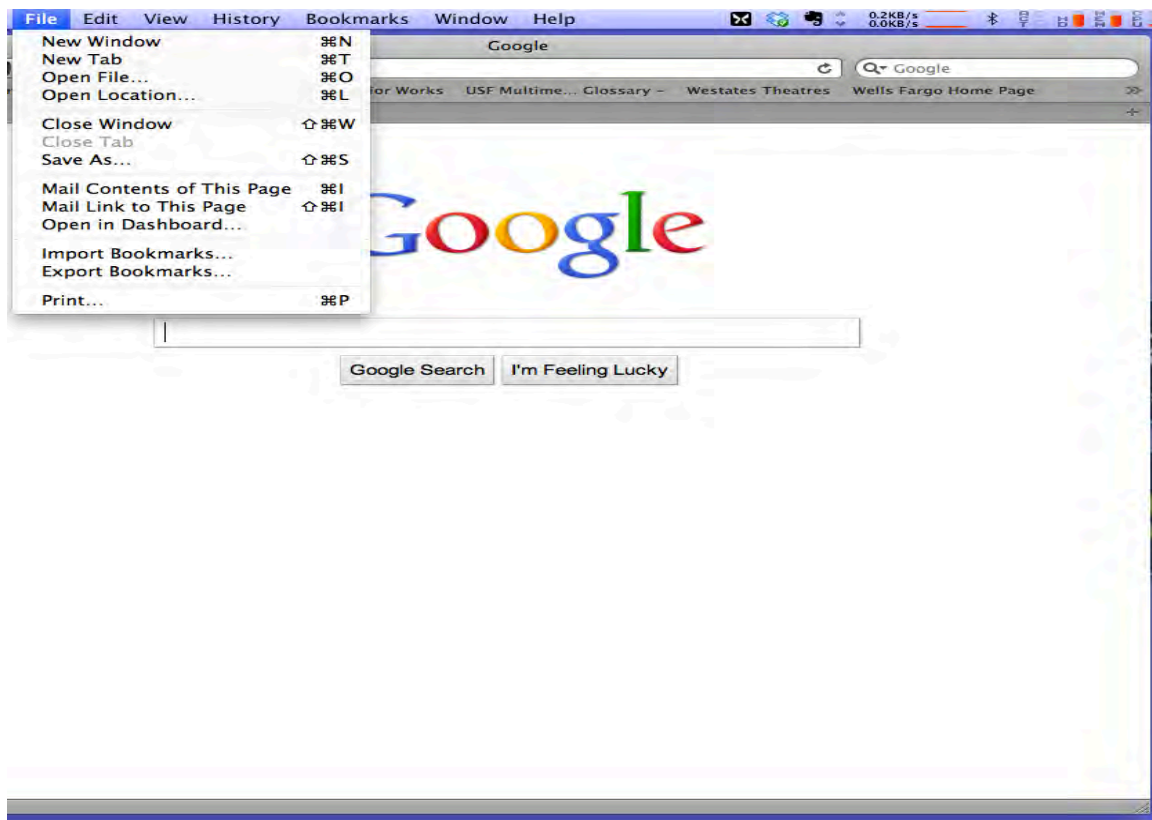 File Edit View History Bookmarks Window Help 0.2KB/s
0.0KB/s
Google
Google
for Works USF Multime... Glossary – Westates Theatres Wells Fargo Home Page
New Window ⌘N
New Tab ⌘T
Open File... ⌘O
Open Location... ⌘L
Close Window ⇧⌘W
Close Tab
Save As... ⇧⌘S
Mail Contents of This Page ⌘I
Mail Link to This Page ⇧⌘I
Open in Dashboard...
Import Bookmarks...
Export Bookmarks...
Print... ⌘P
Google
Google Search I'm Feeling Lucky